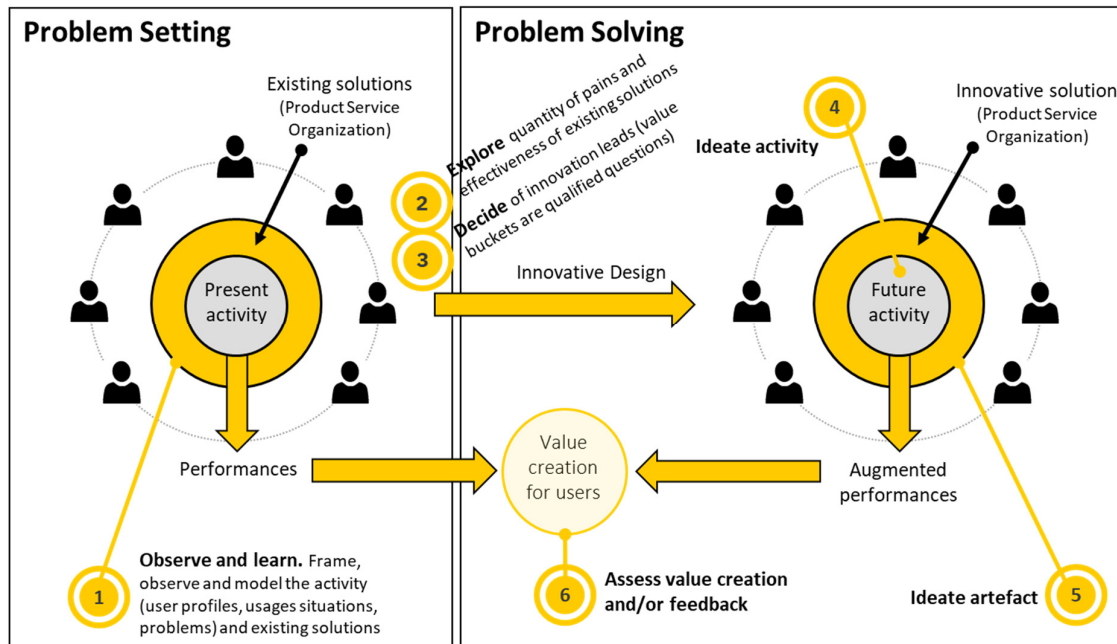 Problem Setting
Existing solutions
(Product Service
Organization)
Present
activity
Performances
1
Observe and learn. Frame,
observe and model the activity
(user profiles, usages situations,
problems) and existing solutions
2
Explore quantity of pains and
effectiveness of existing solutions
3
Decide of innovation leads (value
buckets are qualified questions)
Problem Solving
Innovative Design
4
Ideate activity
Innovative solution
(Product Service
Organization)
Future
activity
Augmented
performances
Value
creation
for users
6
Assess value creation
and/or feedback
Ideate artefact
5